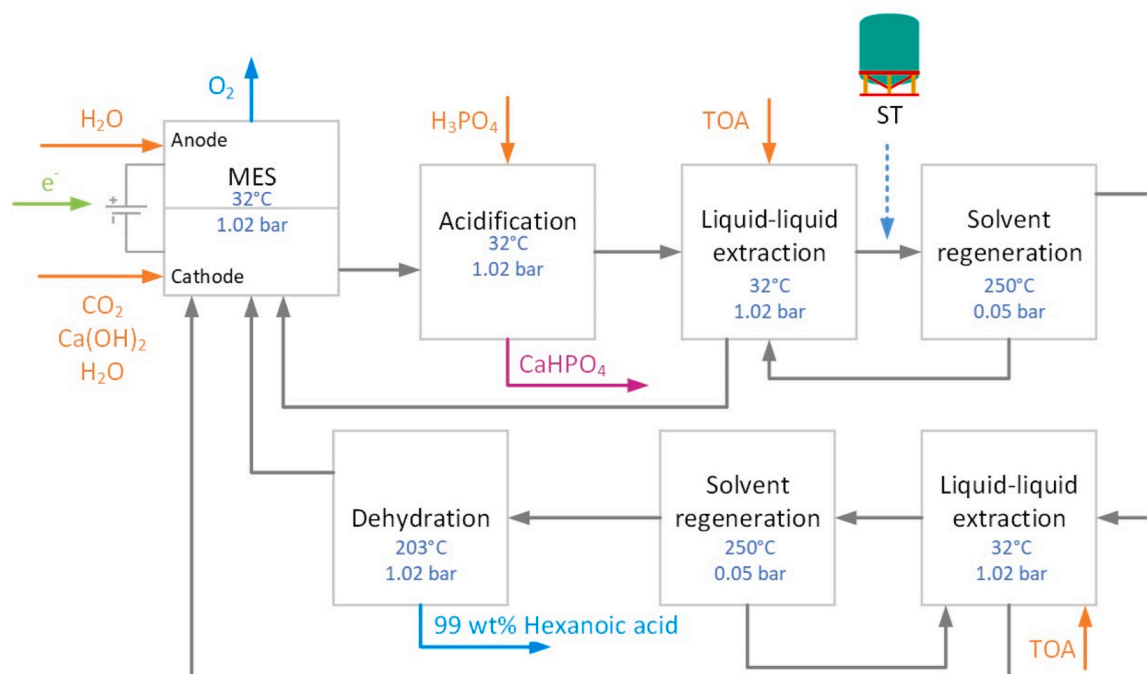 O₂
H₂O
e⁻
+
−
Anode
MES
32°C
1.02 bar
Cathode
CO₂
Ca(OH)₂
H₂O
H₃PO₄
Acidification
32°C
1.02 bar
CaHPO₄
TOA
Liquid-liquid
extraction
32°C
1.02 bar
ST
Solvent
regeneration
250°C
0.05 bar
Dehydration
203°C
1.02 bar
99 wt% Hexanoic acid
Solvent
regeneration
250°C
0.05 bar
Liquid-liquid
extraction
32°C
1.02 bar
TOA